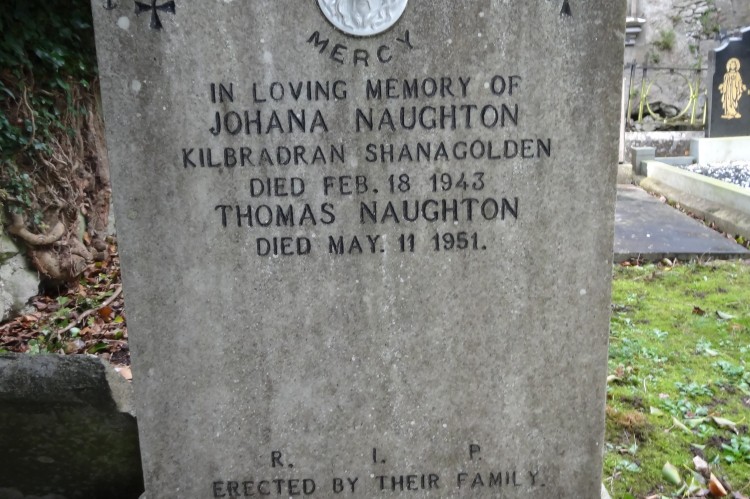 MERCY
IN LOVING MEMORY OF
JOHANA NAUGHTON
KILBRADRAN SHANAGOLDEN
DIED FEB. 18 1943
THOMAS NAUGHTON
DIED MAY. 11 1951.
R. I. P.
ERECTED BY THEIR FAMILY.